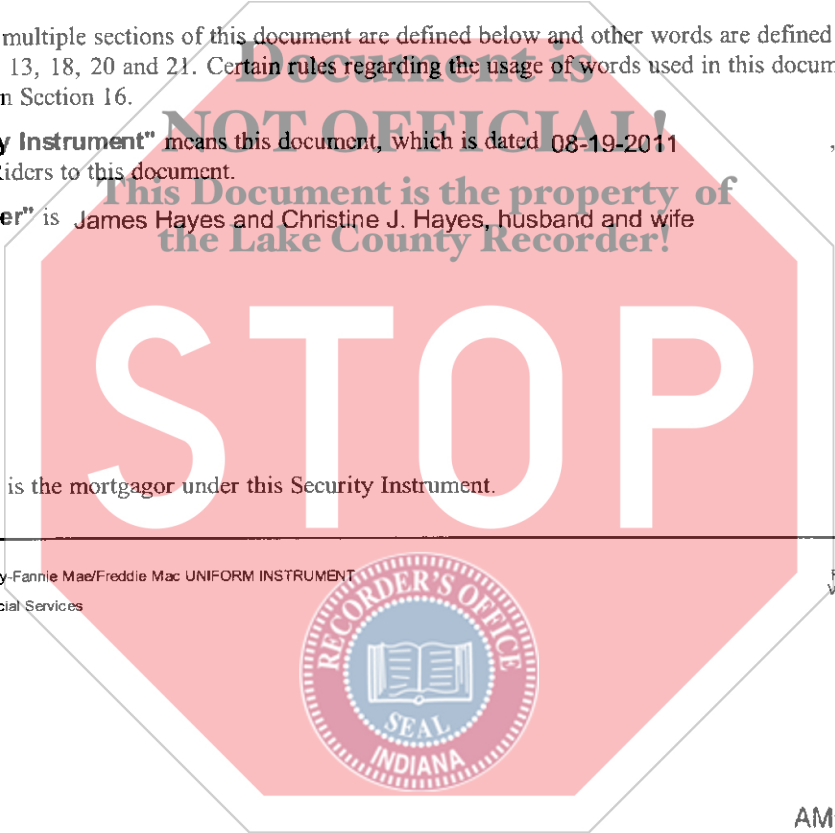 multiple sections of this document are defined below and other words are defined
13, 18, 20 and 21. Certain rules regarding the usage of words used in this docum
n Section 16.
Document is
NOT OFFICIAL!
This Document is the property of
the Lake County Recorder!
y Instrument" means this document, which is dated 08-19-2011 ,
Riders to this document.
er" is James Hayes and Christine J. Hayes, husband and wife
STOP
is the mortgagor under this Security Instrument.
y-Fannie Mae/Freddie Mac UNIFORM INSTRUMENT
cial Services
RECORDER'S OFFICE
SEAL
INDIANA
AM